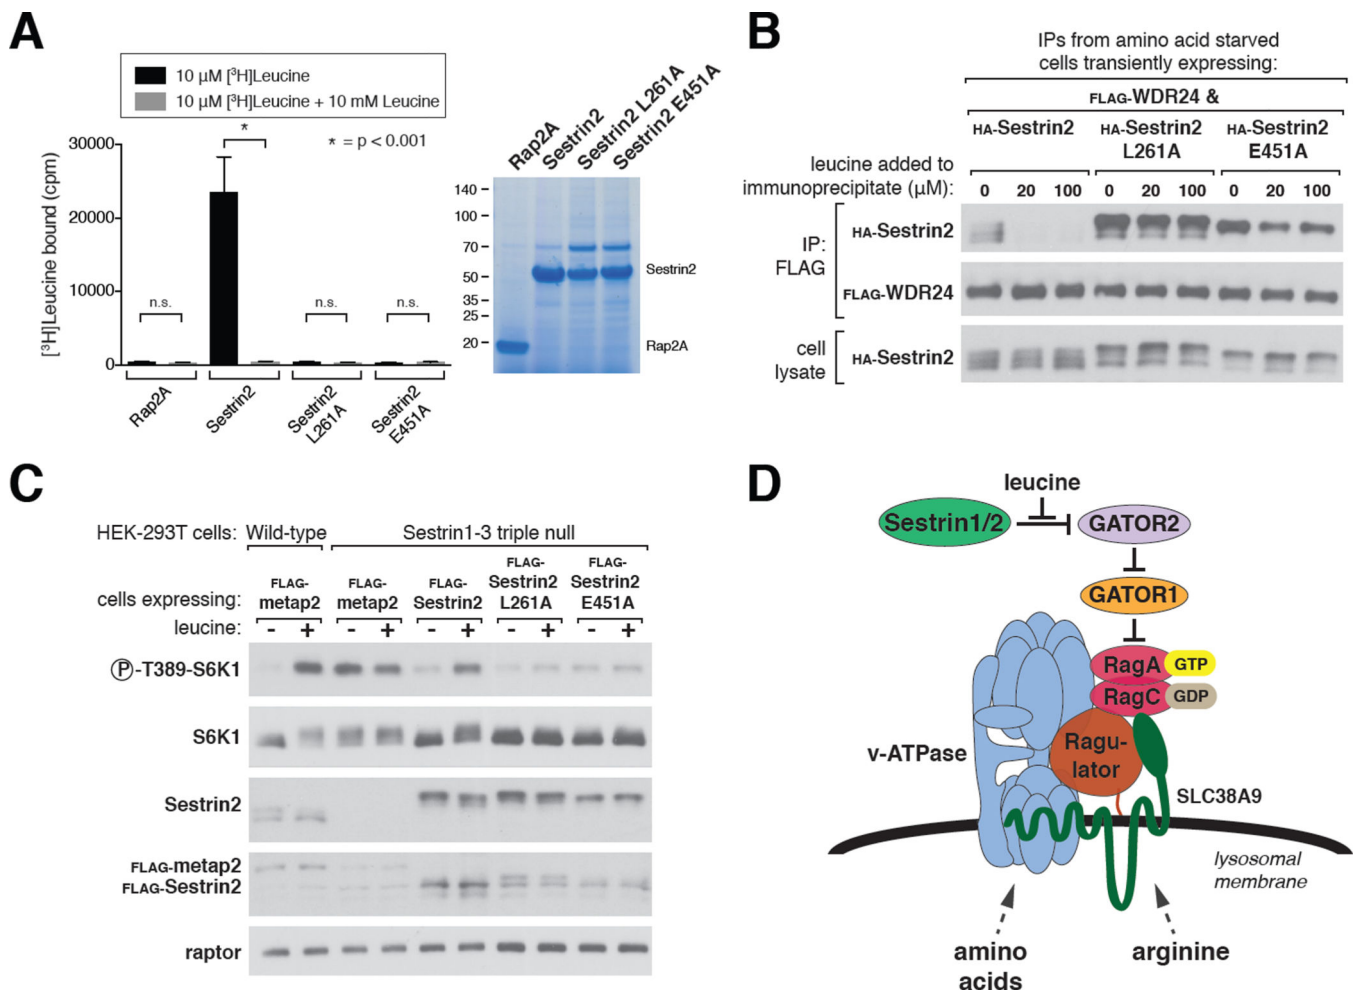 A
10 µM [³H]Leucine
10 µM [³H]Leucine + 10 mM Leucine
* = p < 0.001
[³H]Leucine bound (cpm)
30000
20000
10000
0
n.s.
*
n.s.
n.s.
Rap2A
Sestrin2
Sestrin2
L261A
Sestrin2
E451A
Rap2A
Sestrin2
Sestrin2 L261A
Sestrin2 E451A
140
100
70
50
35
25
20
Sestrin2
Rap2A
B
IPs from amino acid starved
cells transiently expressing:
FLAG-WDR24 &
HA-Sestrin2
HA-Sestrin2
L261A
HA-Sestrin2
E451A
leucine added to
immunoprecipitate (µM):
0 20 100 0 20 100 0 20 100
IP:
FLAG
HA-Sestrin2
FLAG-WDR24
cell
lysate
HA-Sestrin2
C
HEK-293T cells: Wild-type Sestrin1-3 triple null
cells expressing:
FLAG-
metap2
FLAG-
metap2
FLAG-
Sestrin2
FLAG-
Sestrin2
L261A
FLAG-
Sestrin2
E451A
leucine: - + - + - + - + - +
P-T389-S6K1
S6K1
Sestrin2
FLAG-metap2
FLAG-Sestrin2
raptor
D
leucine
Sestrin1/2
GATOR2
GATOR1
RagA GTP
RagC GDP
v-ATPase
Ragu-
lator
SLC38A9
lysosomal
membrane
amino
acids
arginine